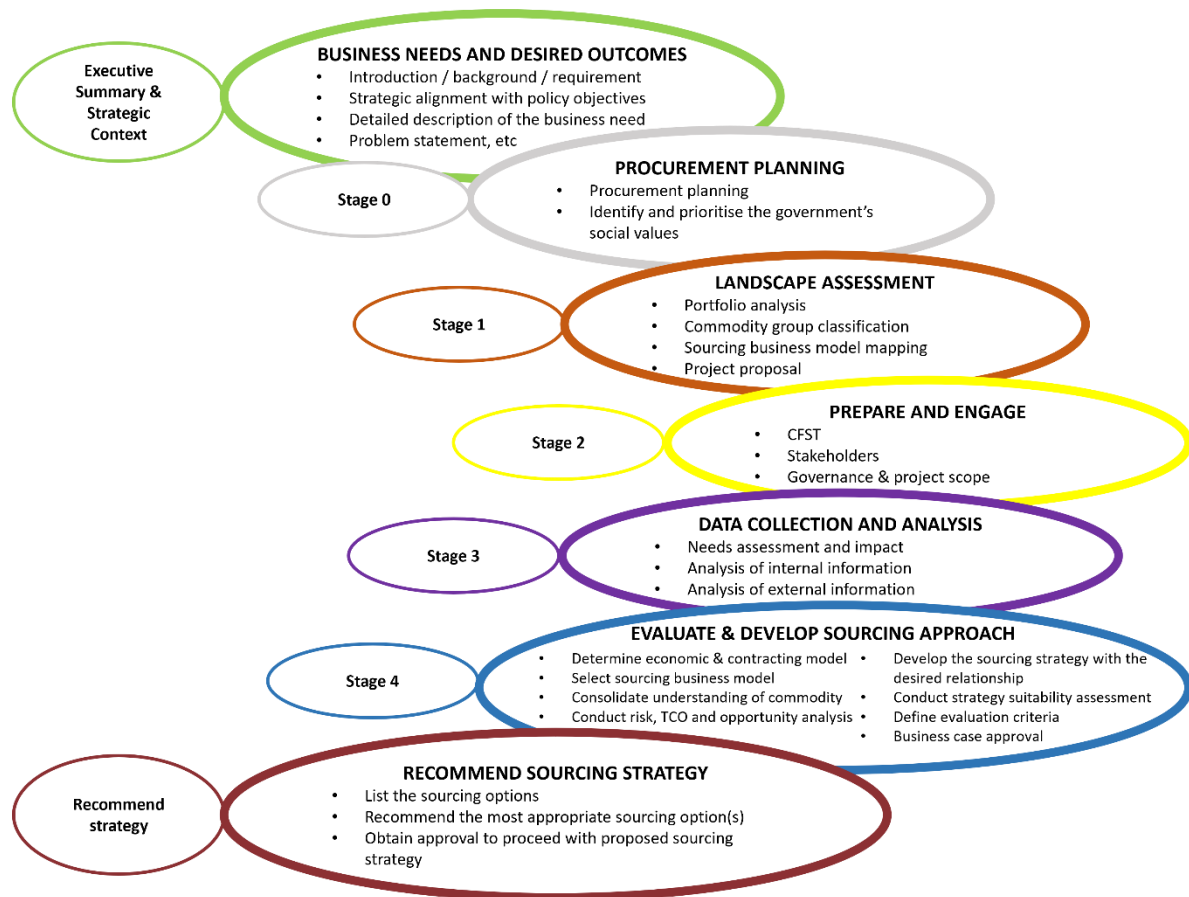 Executive
Summary &
Strategic
Context
BUSINESS NEEDS AND DESIRED OUTCOMES
• Introduction / background / requirement
• Strategic alignment with policy objectives
• Detailed description of the business need
• Problem statement, etc
Stage 0
PROCUREMENT PLANNING
• Procurement planning
• Identify and prioritise the government's
social values
Stage 1
LANDSCAPE ASSESSMENT
• Portfolio analysis
• Commodity group classification
• Sourcing business model mapping
• Project proposal
Stage 2
PREPARE AND ENGAGE
• CFST
• Stakeholders
• Governance & project scope
Stage 3
DATA COLLECTION AND ANALYSIS
• Needs assessment and impact
• Analysis of internal information
• Analysis of external information
Stage 4
EVALUATE & DEVELOP SOURCING APPROACH
• Determine economic & contracting model
• Select sourcing business model
• Consolidate understanding of commodity
• Conduct risk, TCO and opportunity analysis
• Develop the sourcing strategy with the
desired relationship
• Conduct strategy suitability assessment
• Define evaluation criteria
• Business case approval
Recommend
strategy
RECOMMEND SOURCING STRATEGY
• List the sourcing options
• Recommend the most appropriate sourcing option(s)
• Obtain approval to proceed with proposed sourcing
strategy